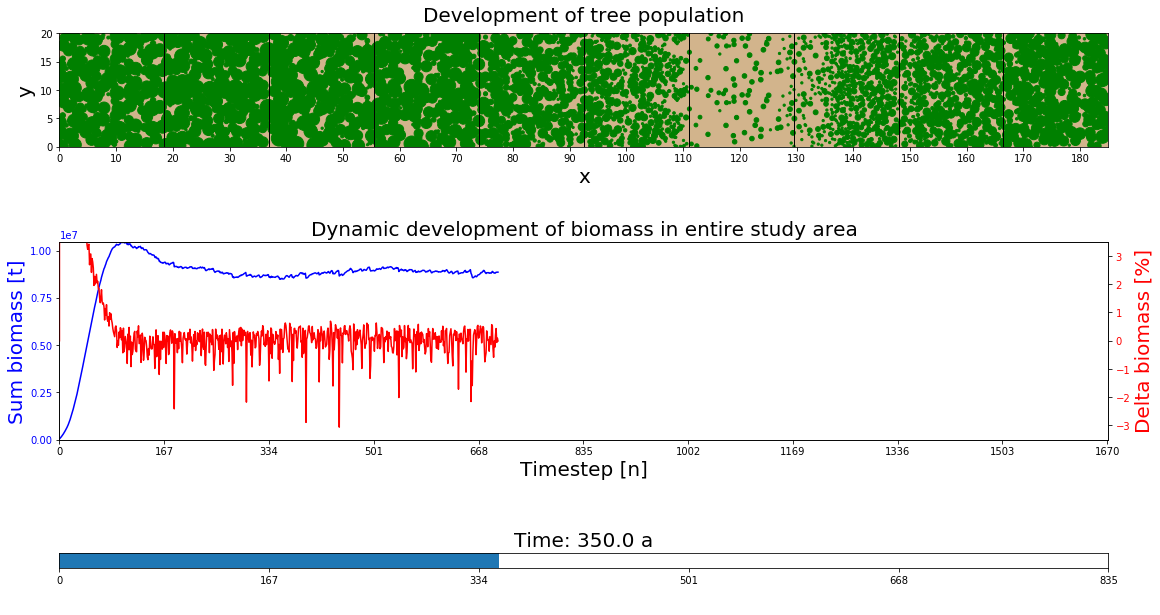 Development of tree population
20
15
10
5
0
y
0 10 20 30 40 50 60 70 80 90 100 110 120 130 140 150 160 170 180
x
Dynamic development of biomass in entire study area
1e7
1.00
0.75
0.50
0.25
0.00
Sum biomass [t]
3
2
1
0
−1
−2
−3
Delta biomass [%]
0 167 334 501 668 835 1002 1169 1336 1503 1670
Timestep [n]
Time: 350.0 a
0 167 334 501 668 835